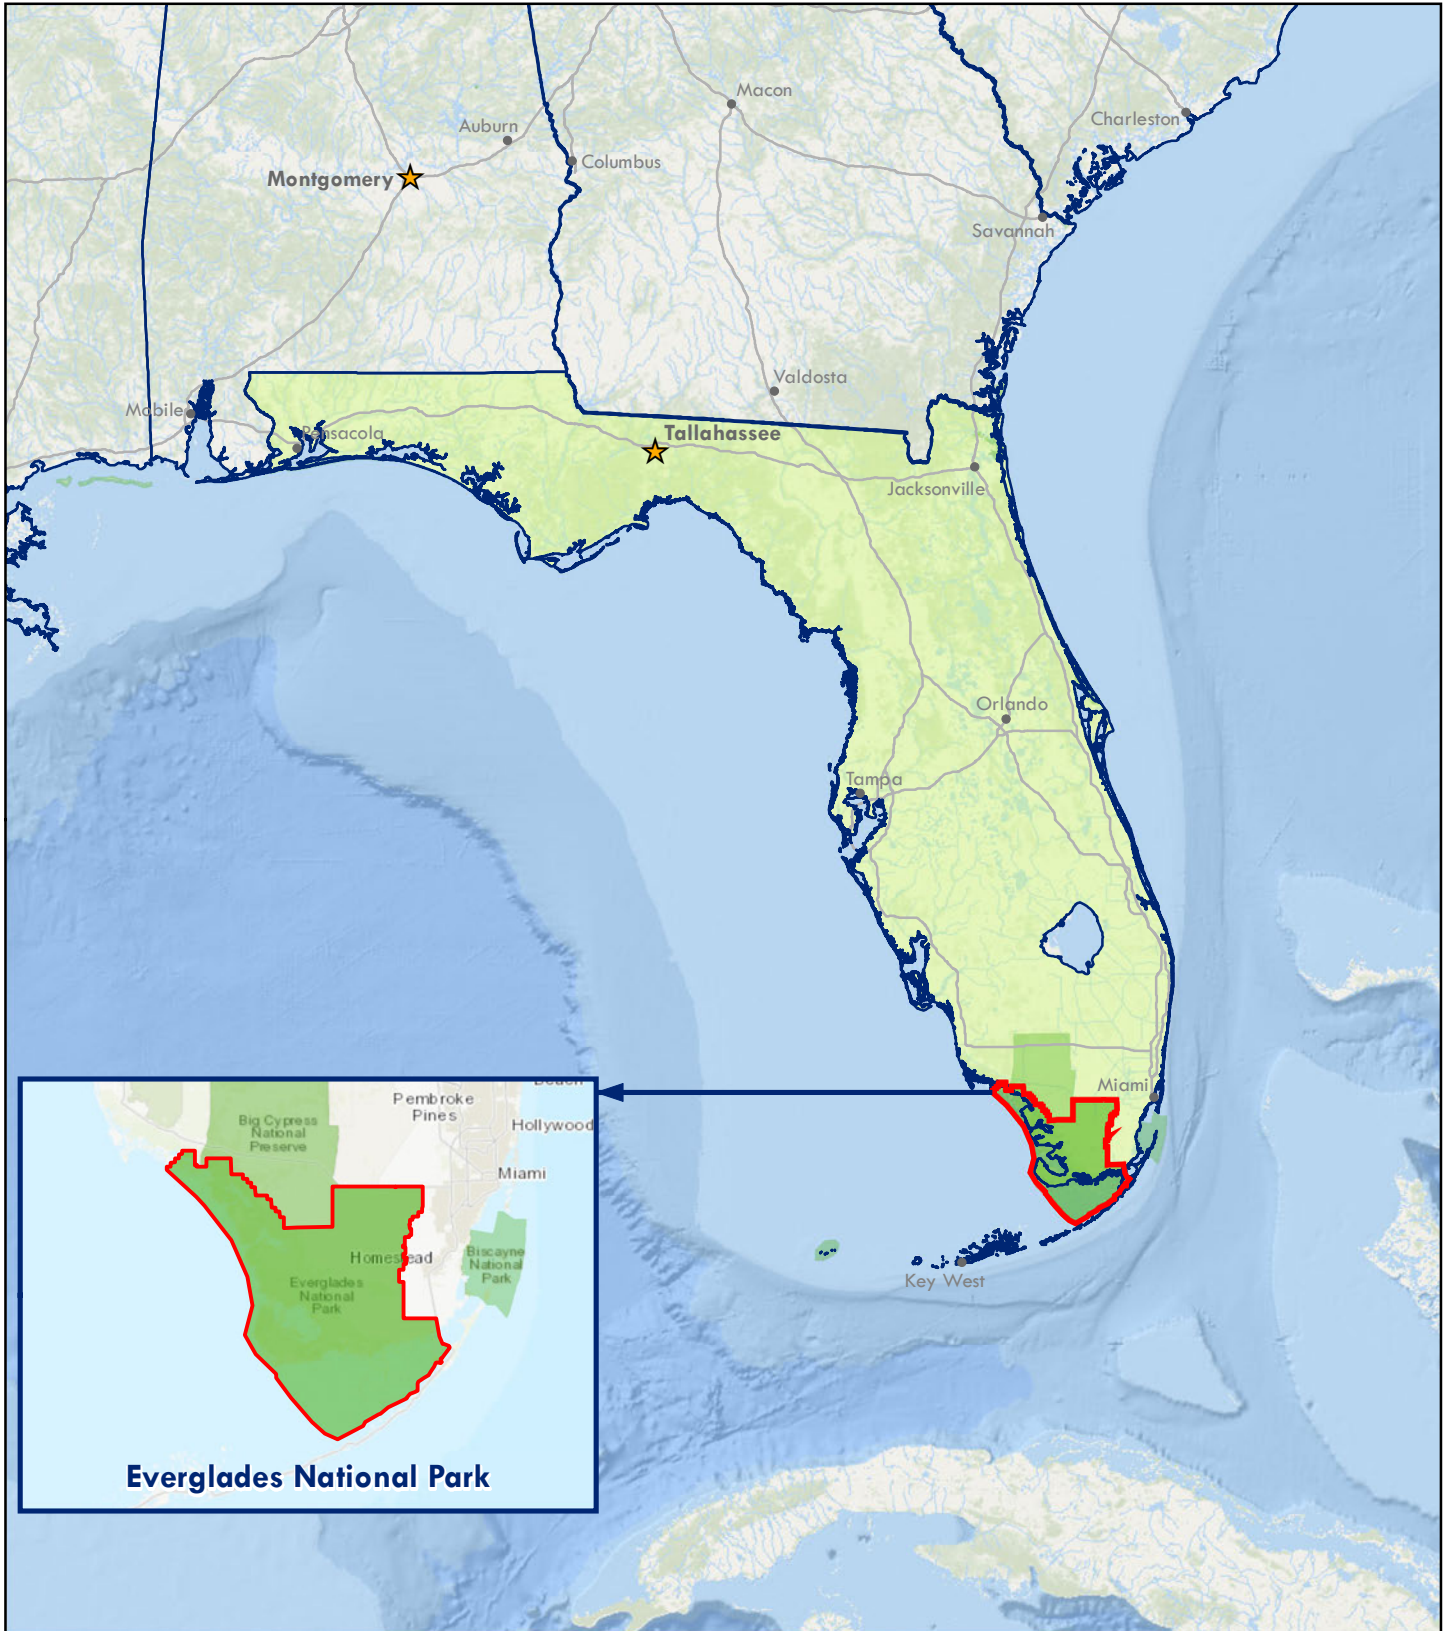 Macon
Charleston
Auburn
Columbus
Montgomery
Savannah
Valdosta
Mobile
Pensacola
Tallahassee
Jacksonville
Orlando
Tampa
Miami
Key West
Beach
Pembroke
Pines
Hollywood
Big Cypress
National
Preserve
Miami
Homestead
Biscayne
National
Park
Everglades
National
Park
Everglades National Park